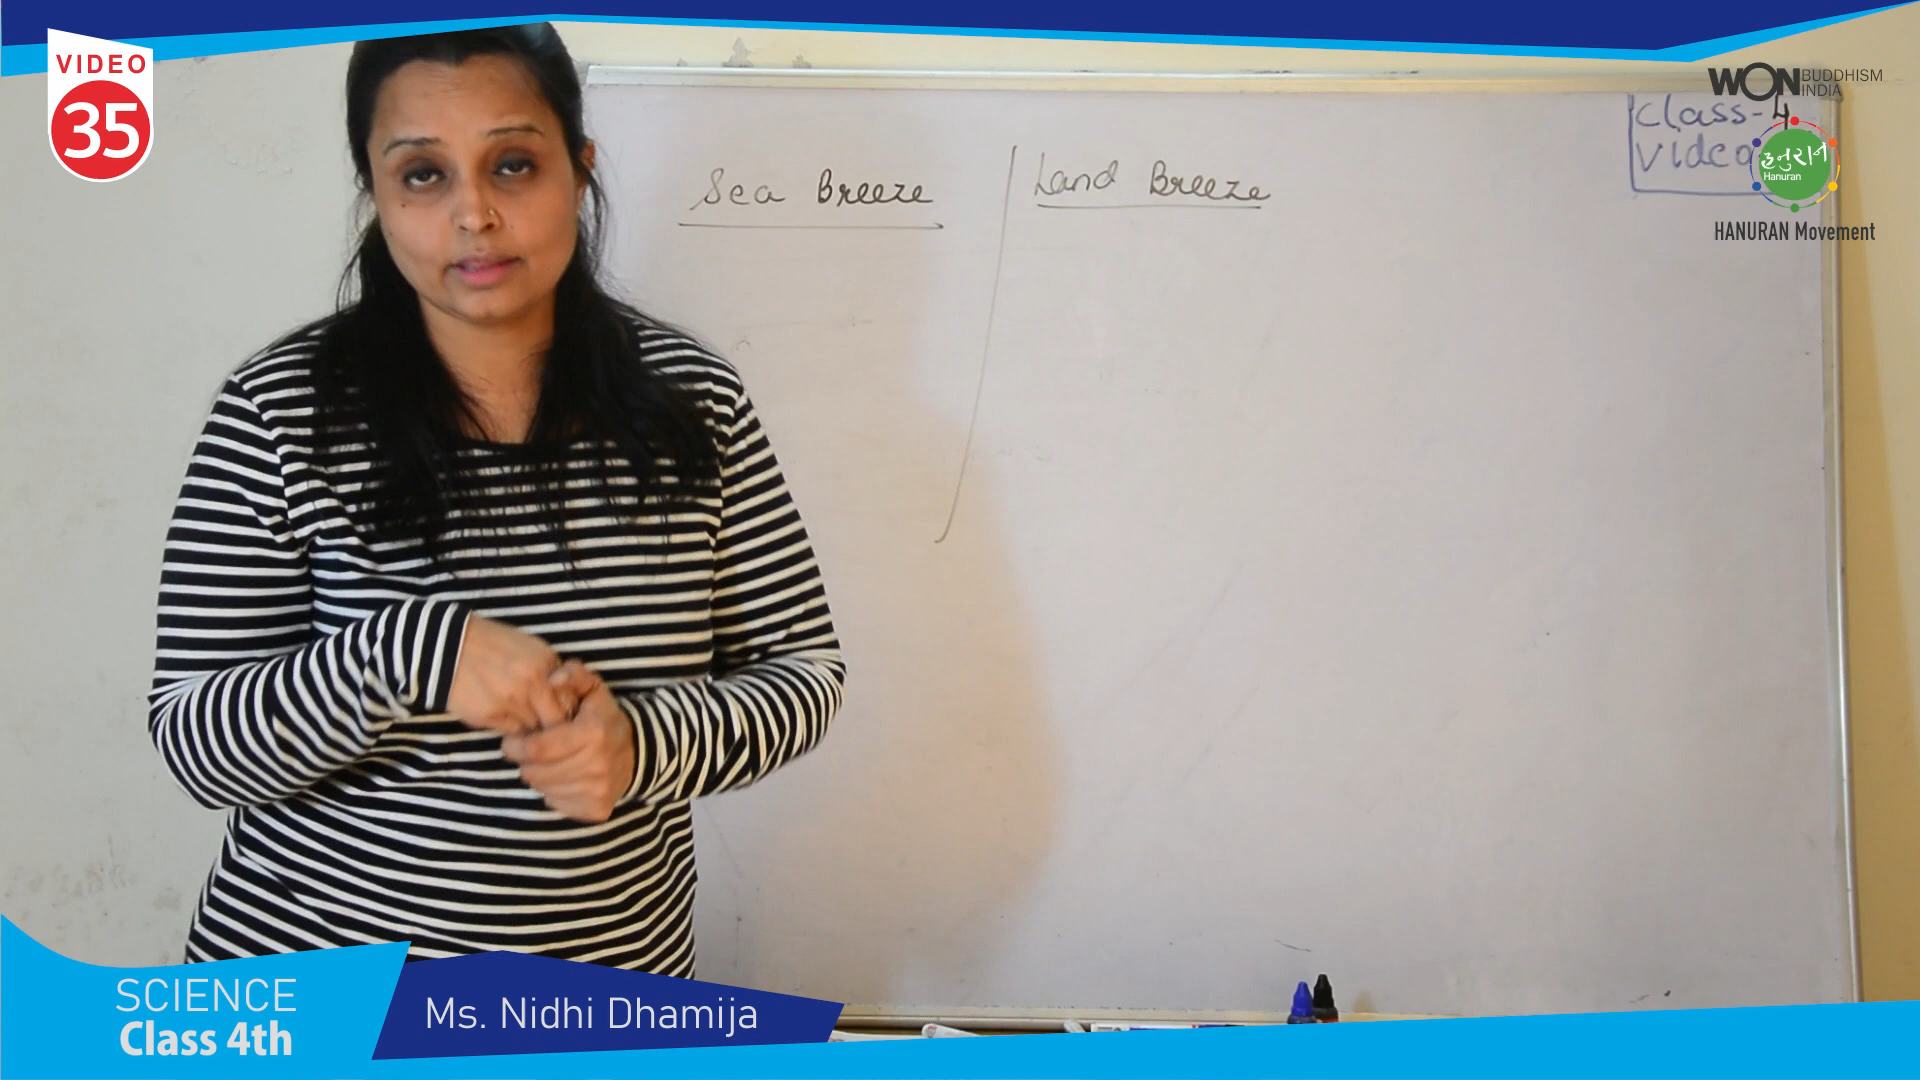 VIDEO
35
WON BUDDHISM INDIA
Class-4
Video
हनुरान
Hanuran
HANURAN Movement
Sea Breeze
Land Breeze
SCIENCE
Class 4th
Ms. Nidhi Dhamija